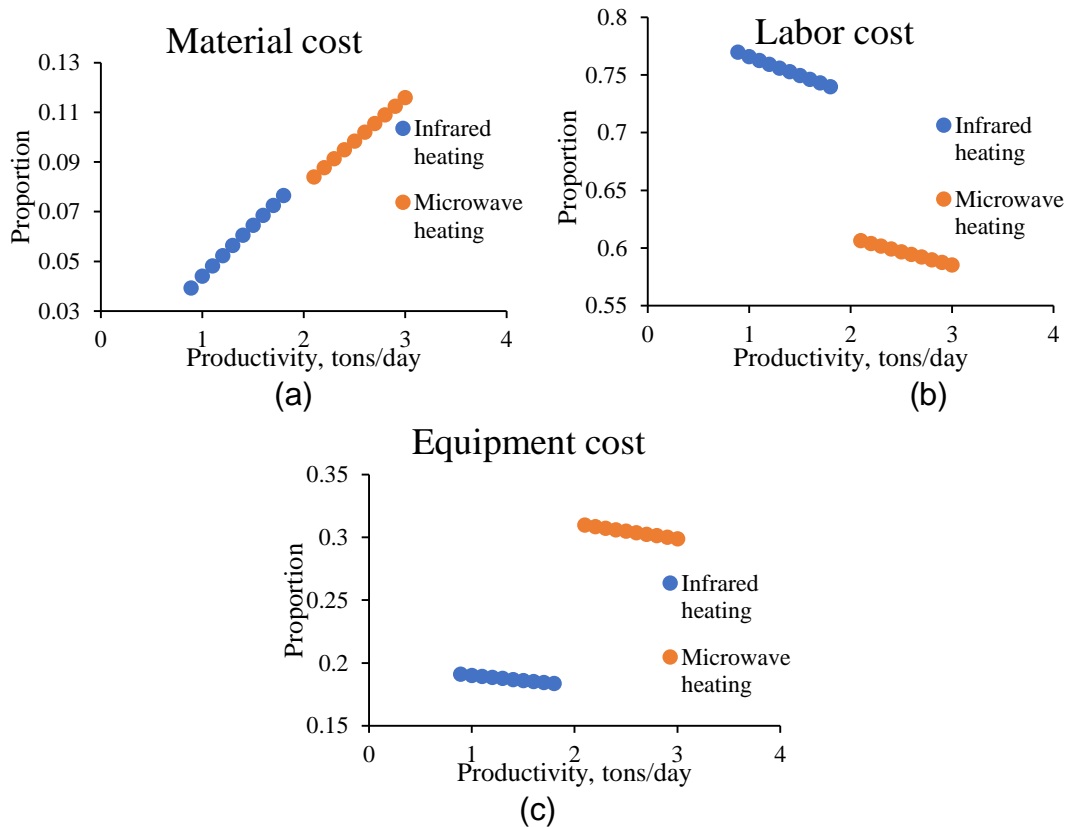 Material cost
0.13
0.11
0.09
0.07
0.05
0.03
Proportion
0
1
2
3
4
Productivity, tons/day
Infrared
heating
Microwave
heating
(a)
Labor cost
0.8
0.75
0.7
0.65
0.6
0.55
Proportion
0
1
2
3
4
Productivity, tons/day
Infrared
heating
Microwave
heating
(b)
Equipment cost
0.35
0.3
0.25
0.2
0.15
Proportion
0
1
2
3
4
Productivity, tons/day
Infrared
heating
Microwave
heating
(c)